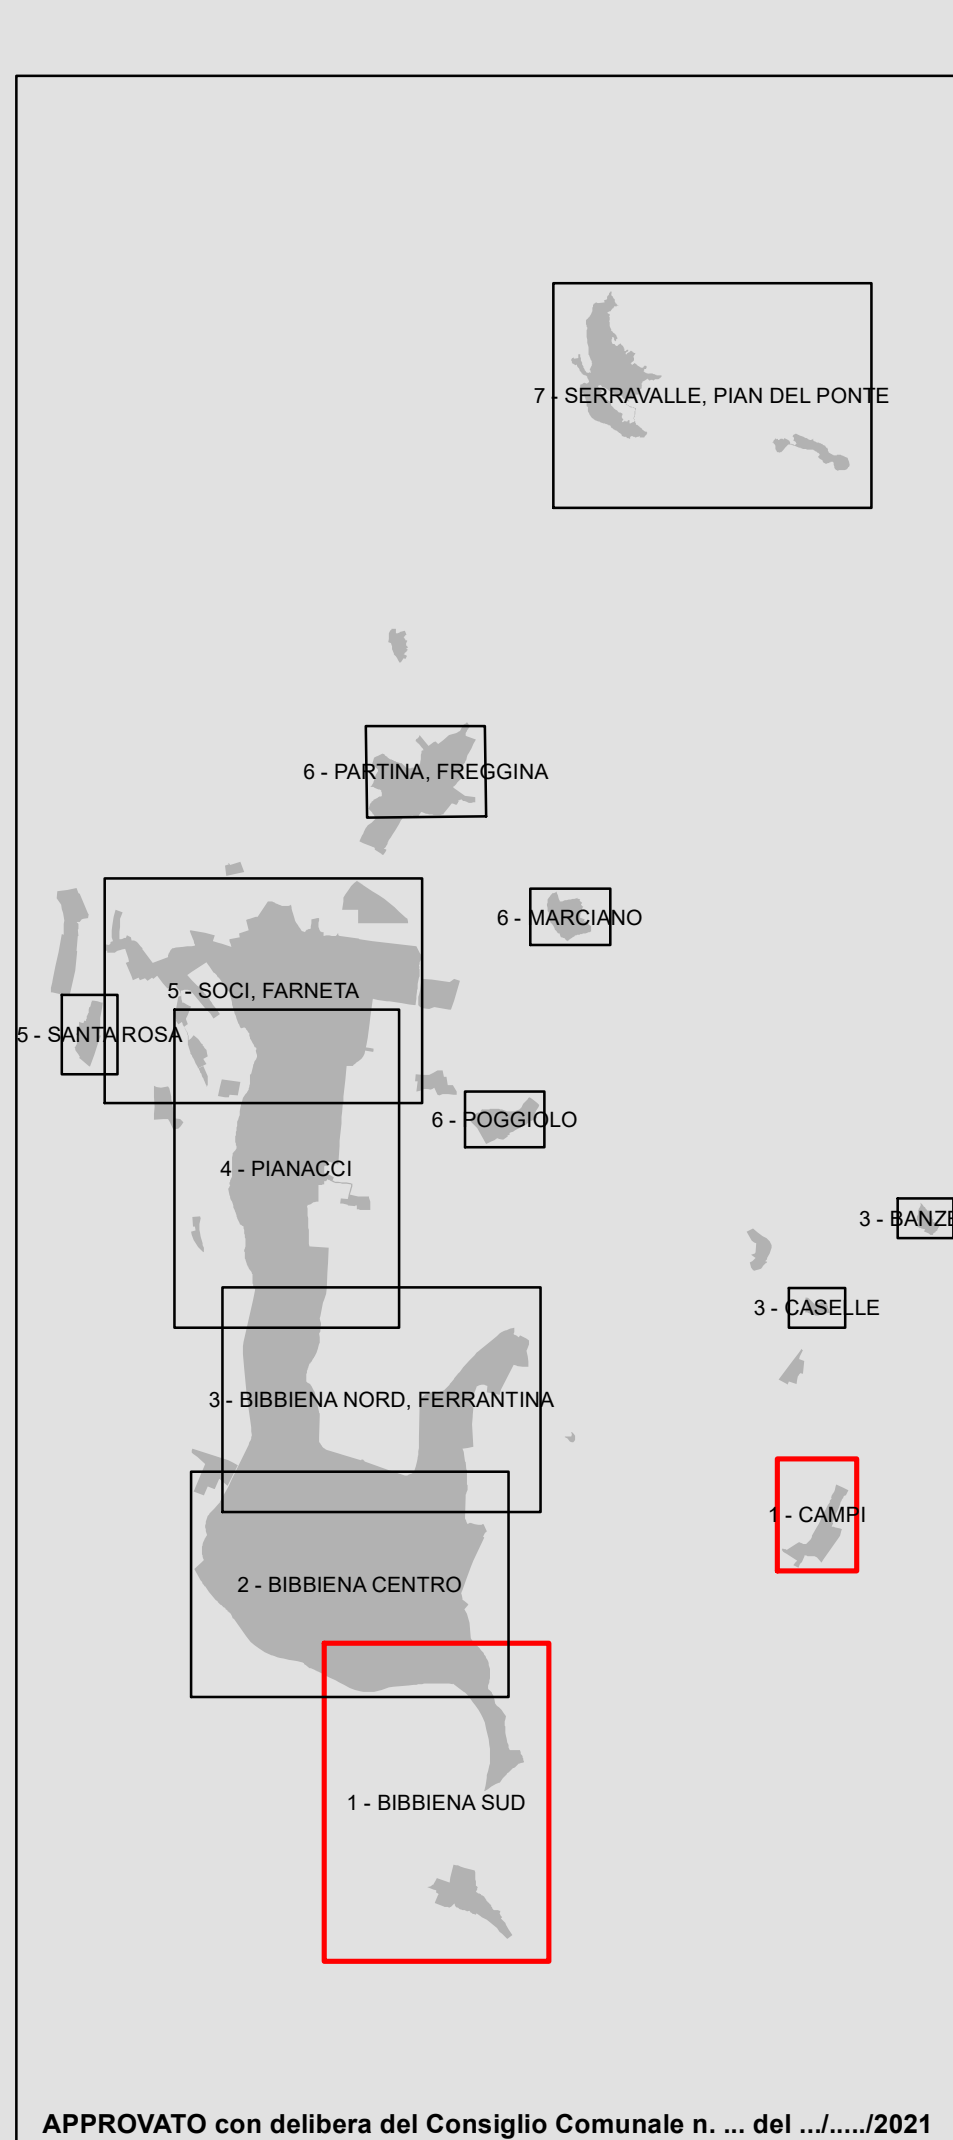 7 - SERRAVALLE, PIAN DEL PONTE
6 - PARTINA, FREGGINA
6 - MARCIANO
5 - SOCI, FARNETA
5 - SANTA ROSA
6 - POGGIOLO
4 - PIANACCI
3 - BANZE
3 - CASELLE
3 - BIBBIENA NORD, FERRANTINA
1 - CAMPI
2 - BIBBIENA CENTRO
1 - BIBBIENA SUD
APPROVATO con delibera del Consiglio Comunale n. ... del .../...../2021